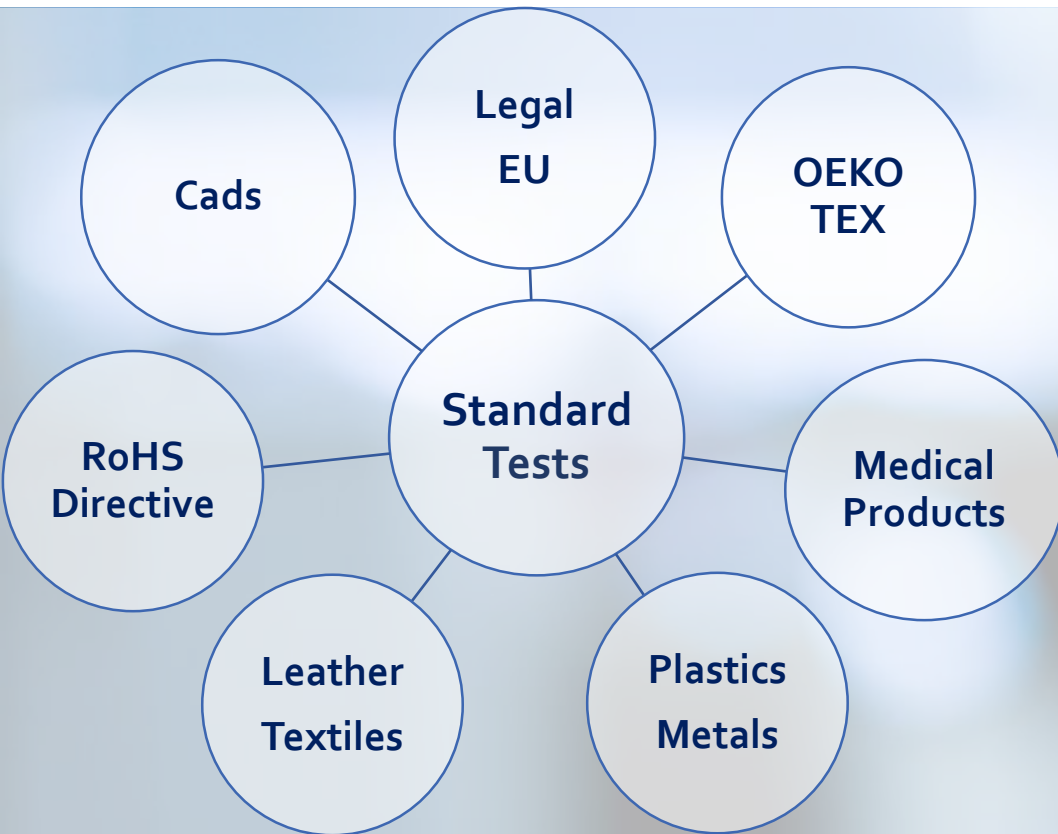 Legal
EU
Cads
OEKO
TEX
Standard
Tests
RoHS
Directive
Medical
Products
Leather
Textiles
Plastics
Metals